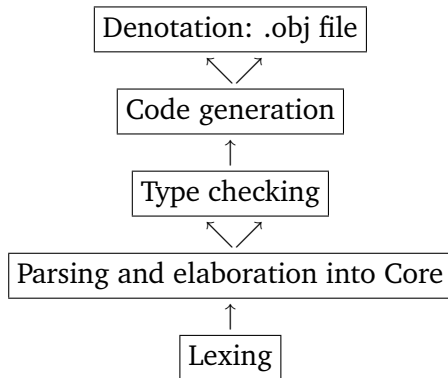 Denotation: .obj file
Code generation
Type checking
Parsing and elaboration into Core
Lexing